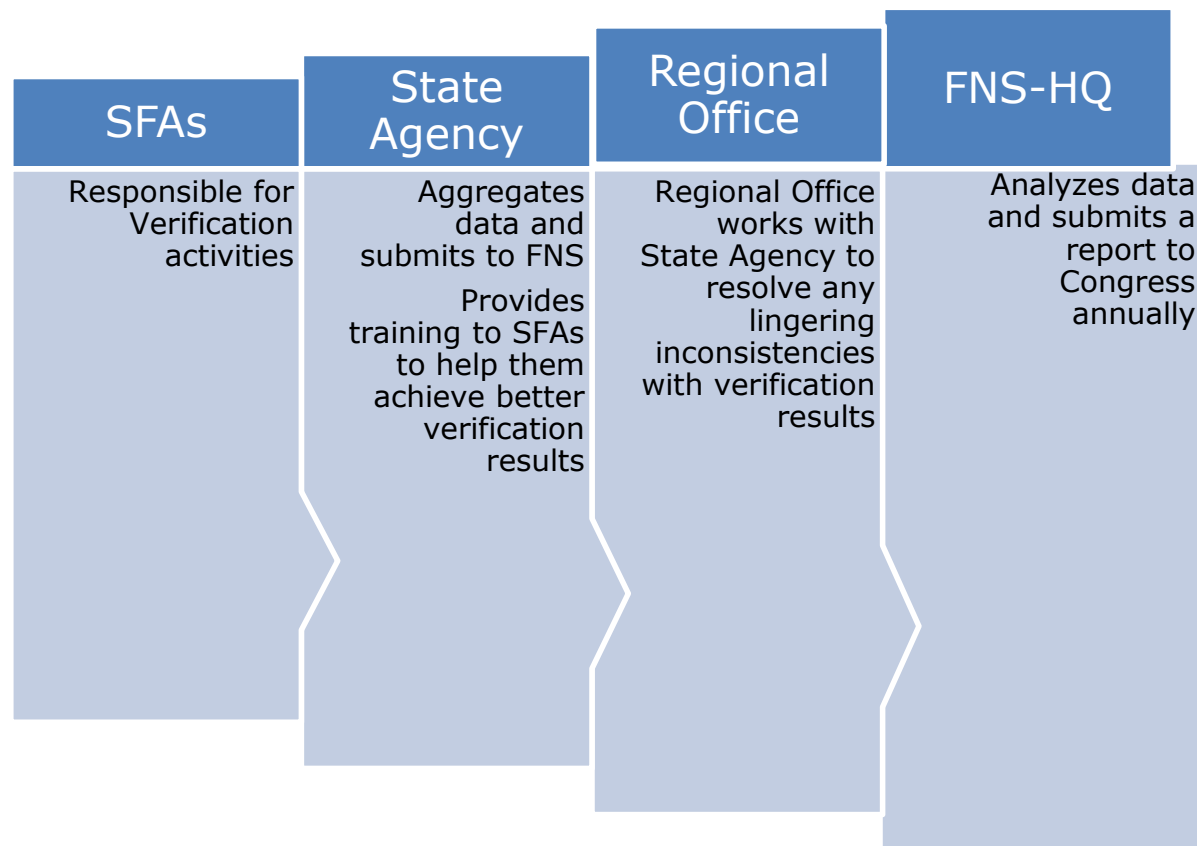 SFAs
Responsible for
Verification
activities
State
Agency
Aggregates
data and
submits to FNS
Provides
training to SFAs
to help them
achieve better
verification
results
Regional
Office
Regional Office
works with
State Agency to
resolve any
lingering
inconsistencies
with verification
results
FNS-HQ
Analyzes data
and submits a
report to
Congress
annually